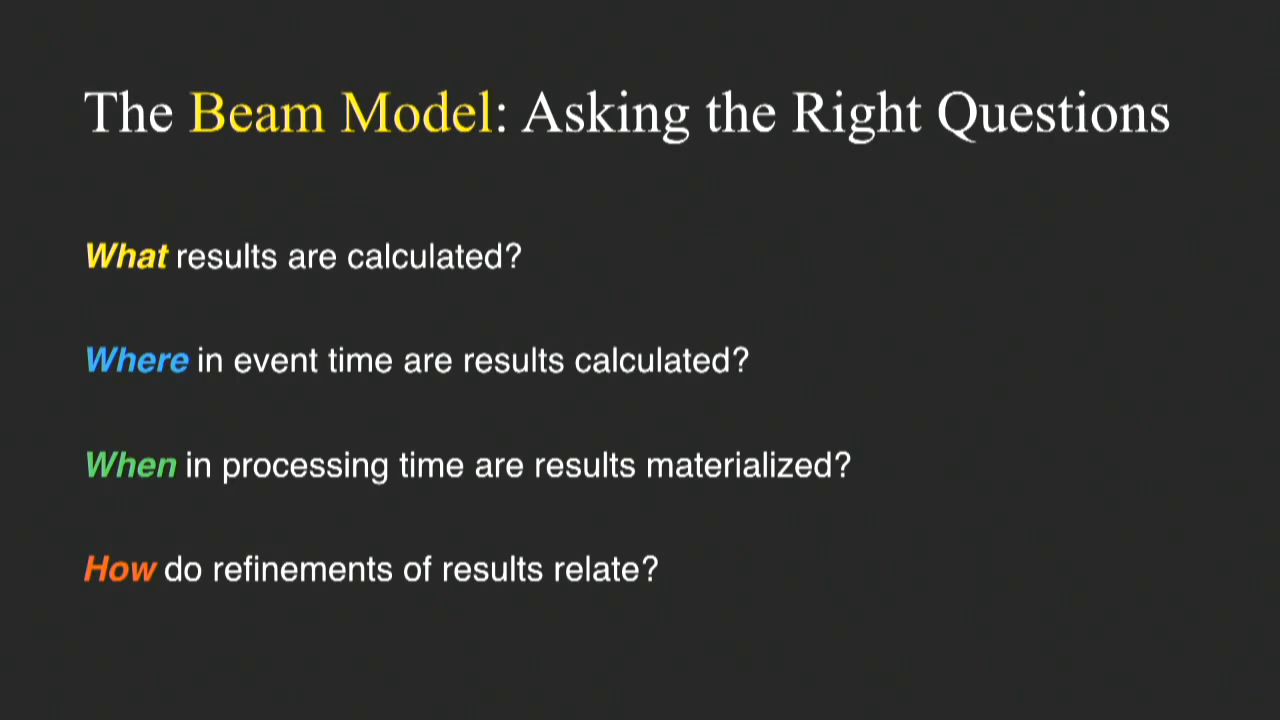 The Beam Model: Asking the Right Questions
What results are calculated?
Where in event time are results calculated?
When in processing time are results materialized?
How do refinements of results relate?